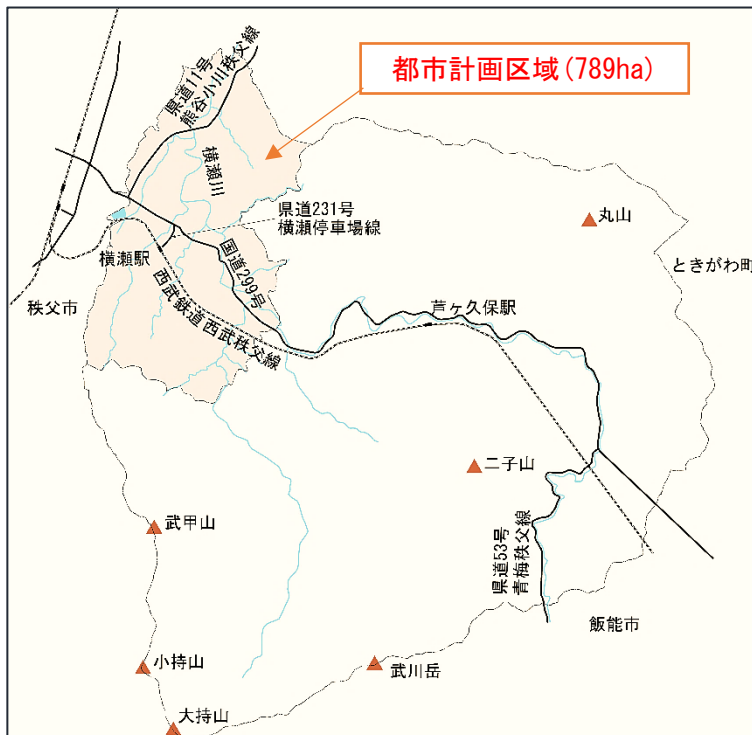 都市計画区域(789ha)
県道11号
熊谷小川秩父線
横瀬川
県道231号
横瀬停車場線
丸山
ときがわ町
横瀬駅
国道299号
秩父市
西武鉄道西武秩父線
芦ヶ久保駅
二子山
武甲山
県道53号
青梅秩父線
飯能市
小持山
武川岳
大持山